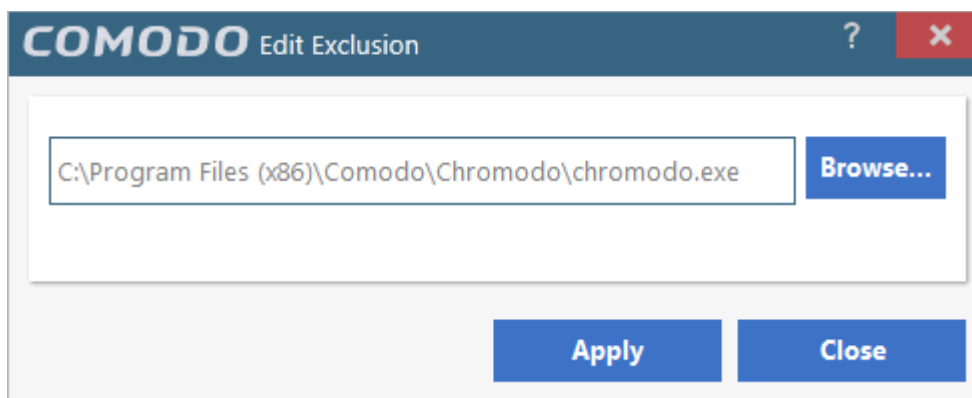 COMODO Edit Exclusion ?
C:\Program Files (x86)\Comodo\Chromodo\chromodo.exe Browse...
Apply Close